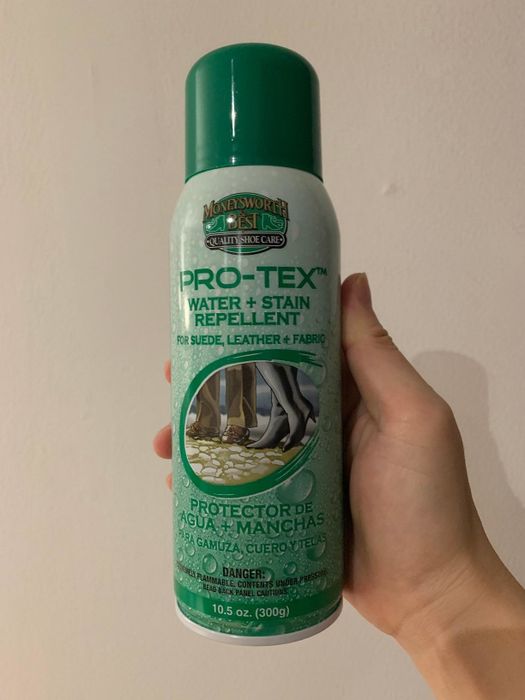 MONEYSWORTH
& BEST
• QUALITY SHOE CARE •
PRO-TEX™
WATER + STAIN
REPELLENT
FOR SUEDE, LEATHER + FABRIC
PROTECTOR DE
AGUA + MANCHAS
PARA GAMUZA, CUERO Y TELAS
DANGER:
EXTREMELY FLAMMABLE. CONTENTS UNDER PRESSURE.
READ BACK PANEL CAUTIONS.
10.5 oz. (300g)